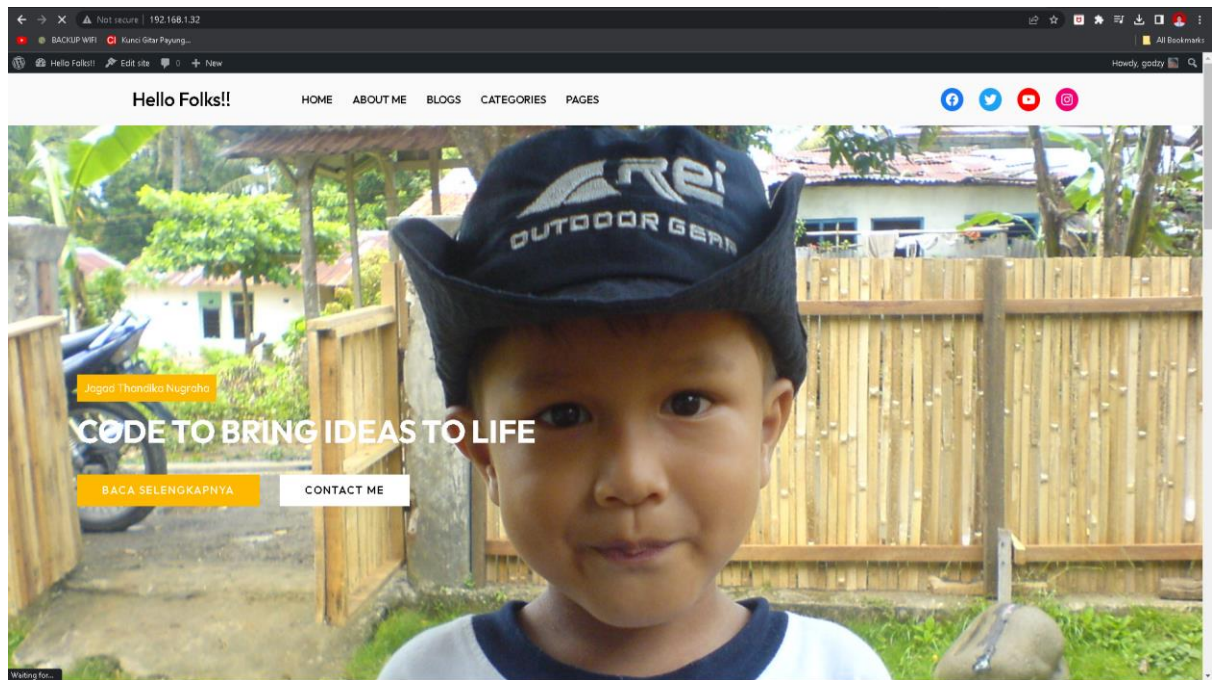 Not secure | 192.168.1.32
BACKUP WIFI
CI Kunci Gitar Payung...
All Bookmarks
Hello Folks!! Edit site 0 + New
Howdy, godzy
Hello Folks!!
HOME ABOUT ME BLOGS CATEGORIES PAGES
REI
OUTDOOR GEAR
Jagad Thandika Nugraha
CODE TO BRING IDEAS TO LIFE
BACA SELENGKAPNYA CONTACT ME
Waiting for...